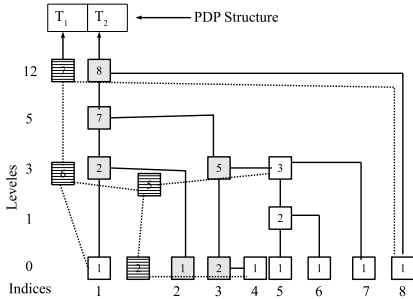 T1 T2 PDP Structure
12 7 8
5 7
3 6 2 5 5 3
1 2
0 1 2 1 2 1 1 1 1 1
Leveles
Indices 1 2 3 4 5 6 7 8